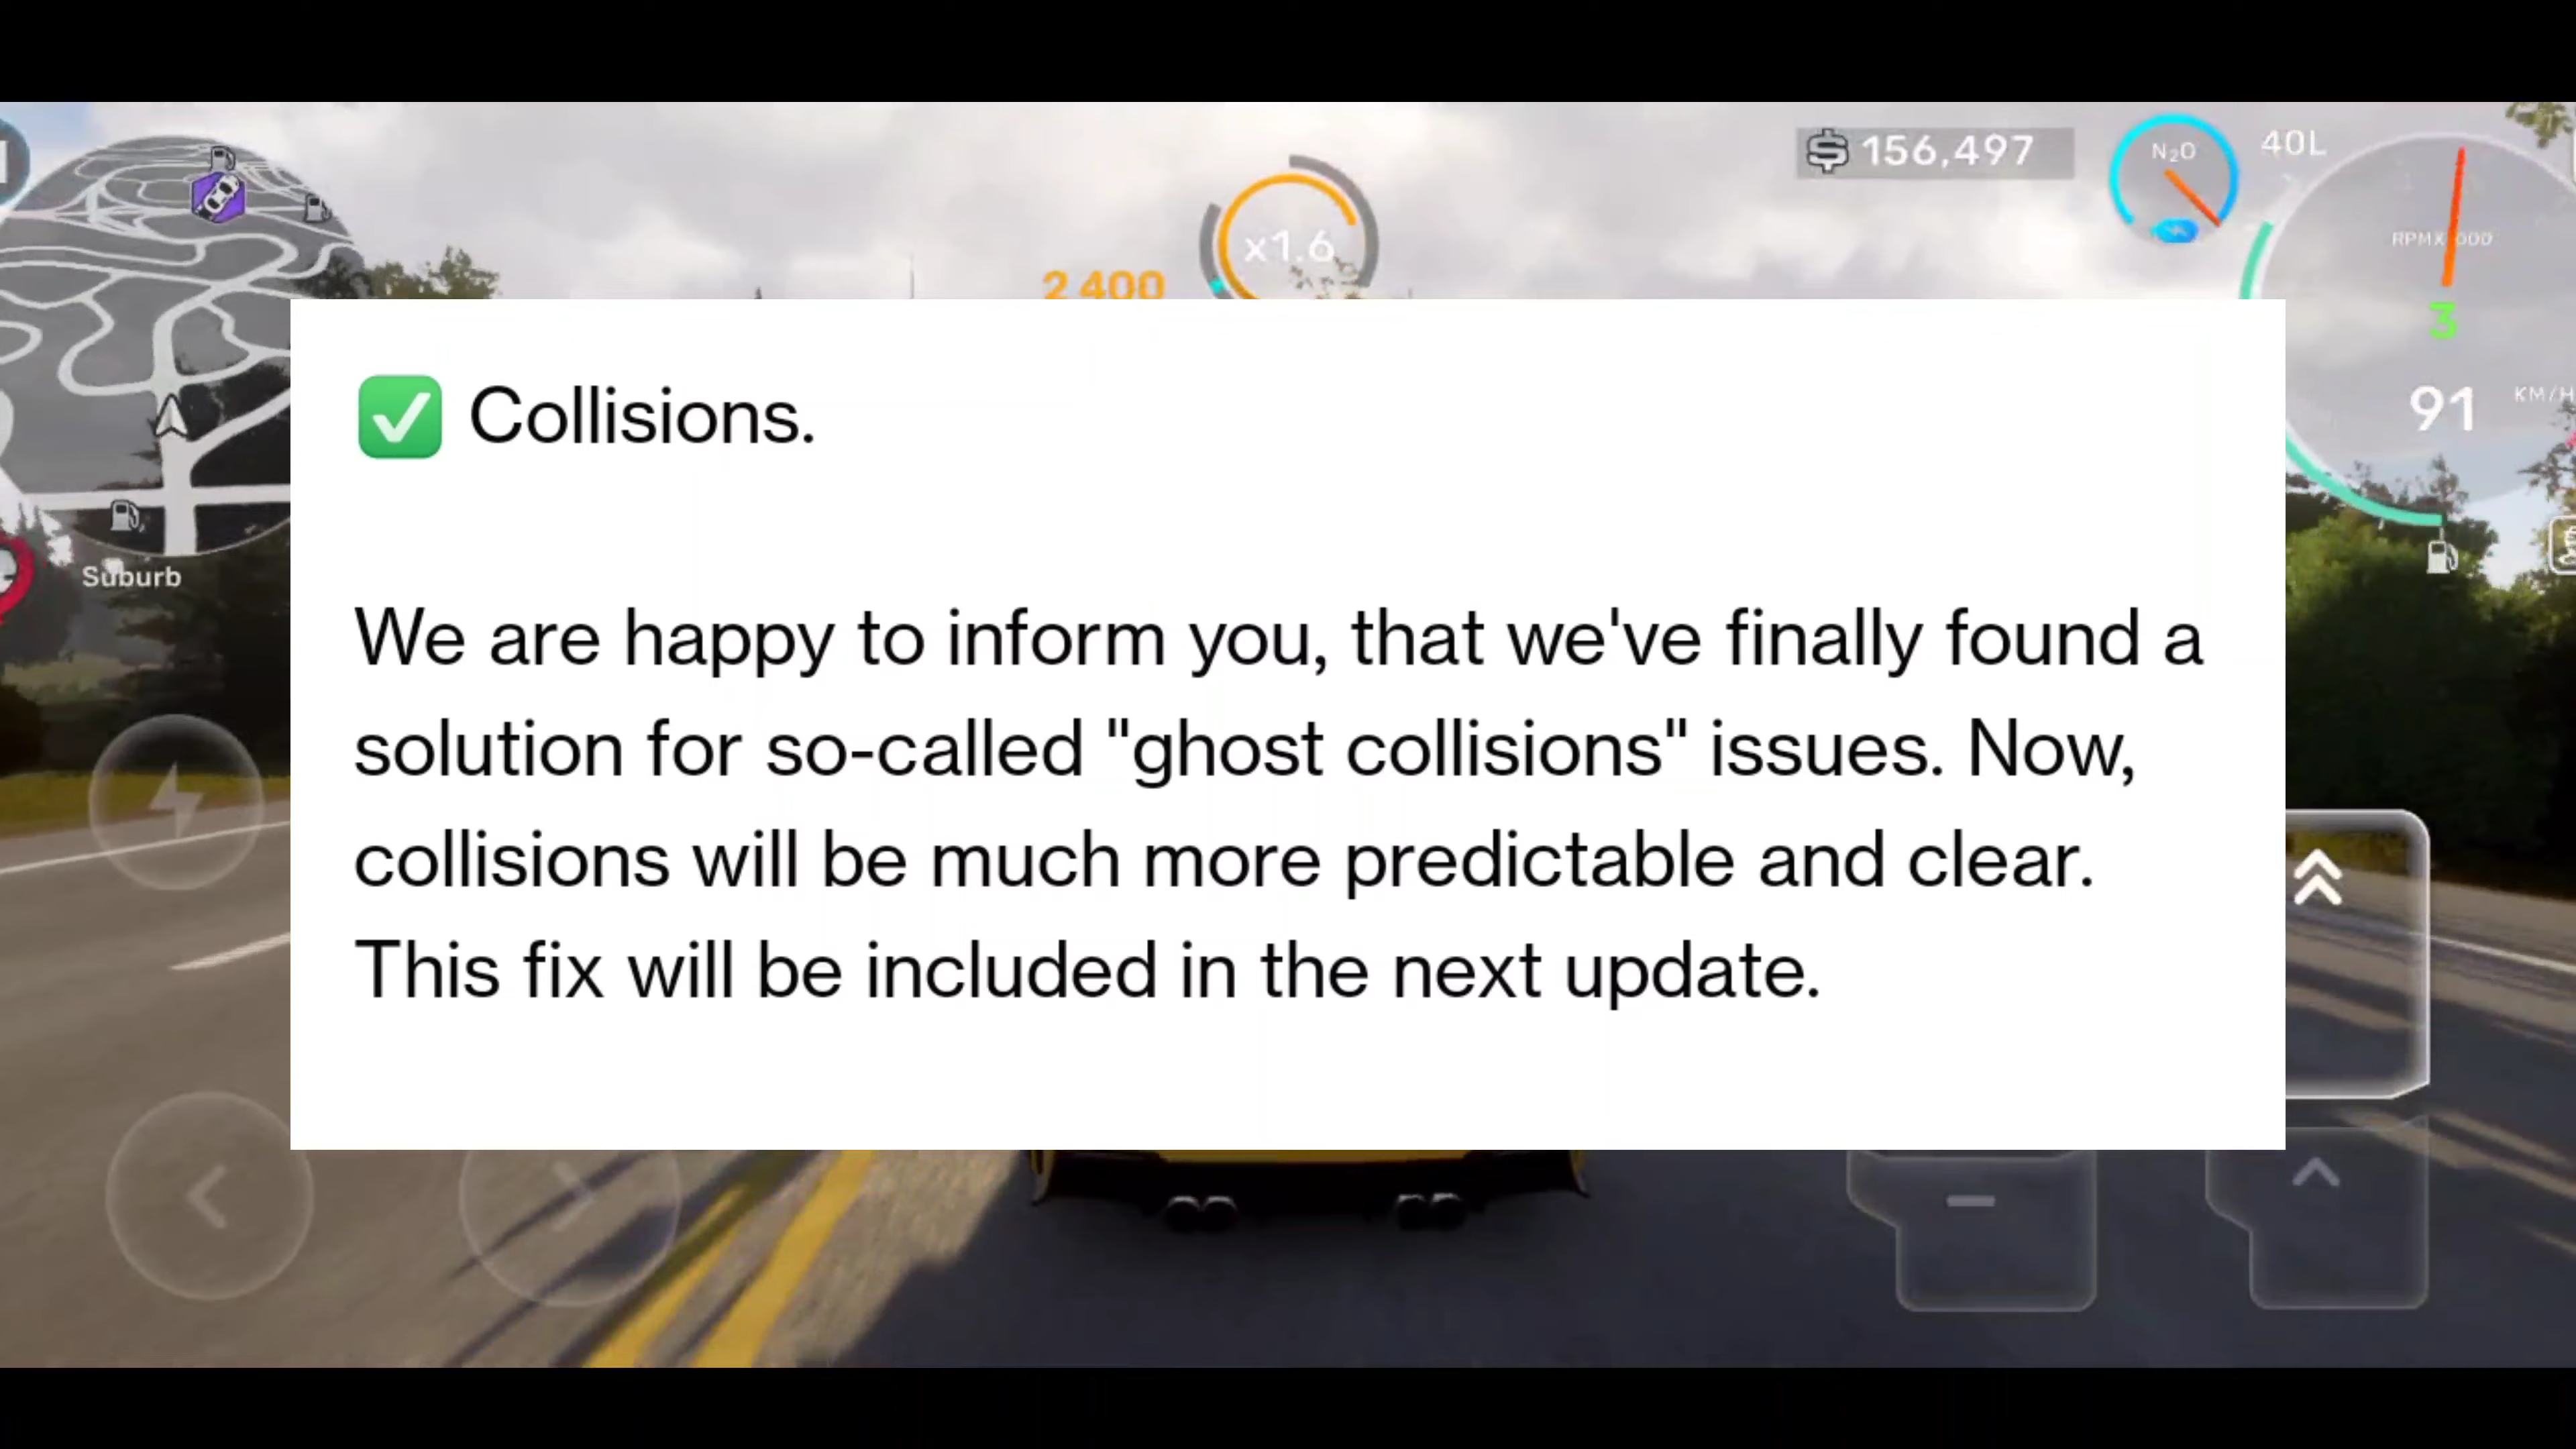 $ 156,497
N₂O
40L
x1.6
RPMX 000
2 400
3
91
KM/H
Suburb
✅ Collisions.
We are happy to inform you, that we've finally found a
solution for so-called "ghost collisions" issues. Now,
collisions will be much more predictable and clear.
This fix will be included in the next update.